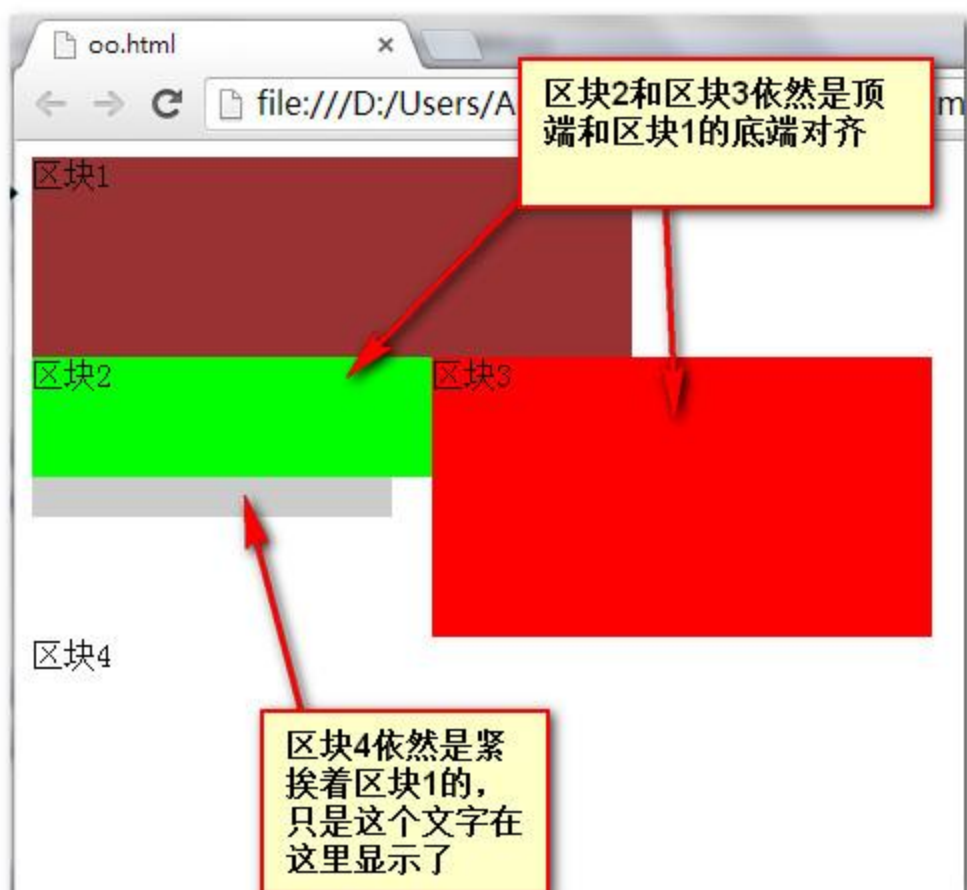 oo.html
file:///D:/Users/A
m
区块2和区块3依然是顶
端和区块1的底端对齐
区块1
区块2
区块3
区块4
区块4依然是紧
挨着区块1的，
只是这个文字在
这里显示了